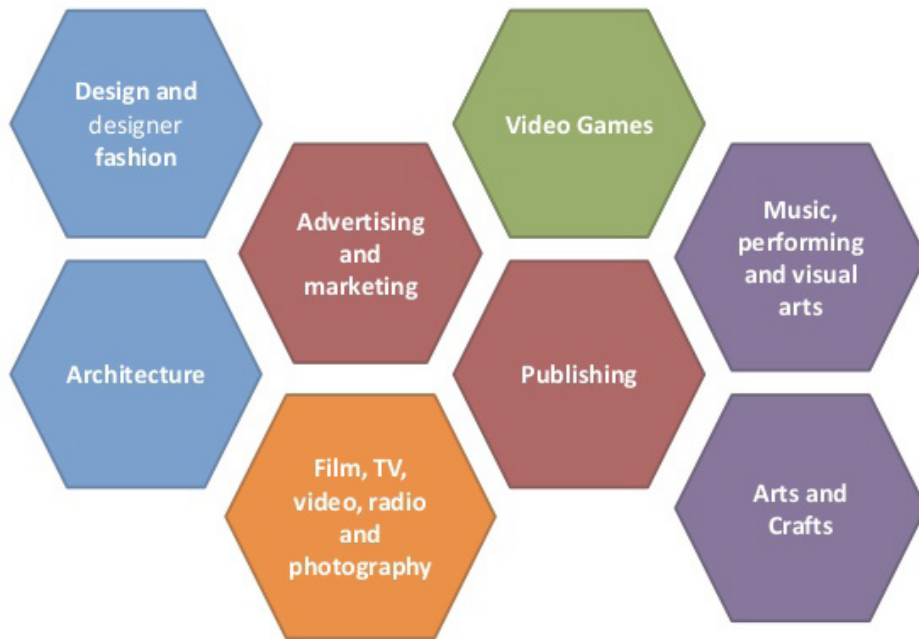 Design and
designer
fashion
Video Games
Advertising
and
marketing
Music,
performing
and visual
arts
Architecture
Publishing
Film, TV,
video, radio
and
photography
Arts and
Crafts